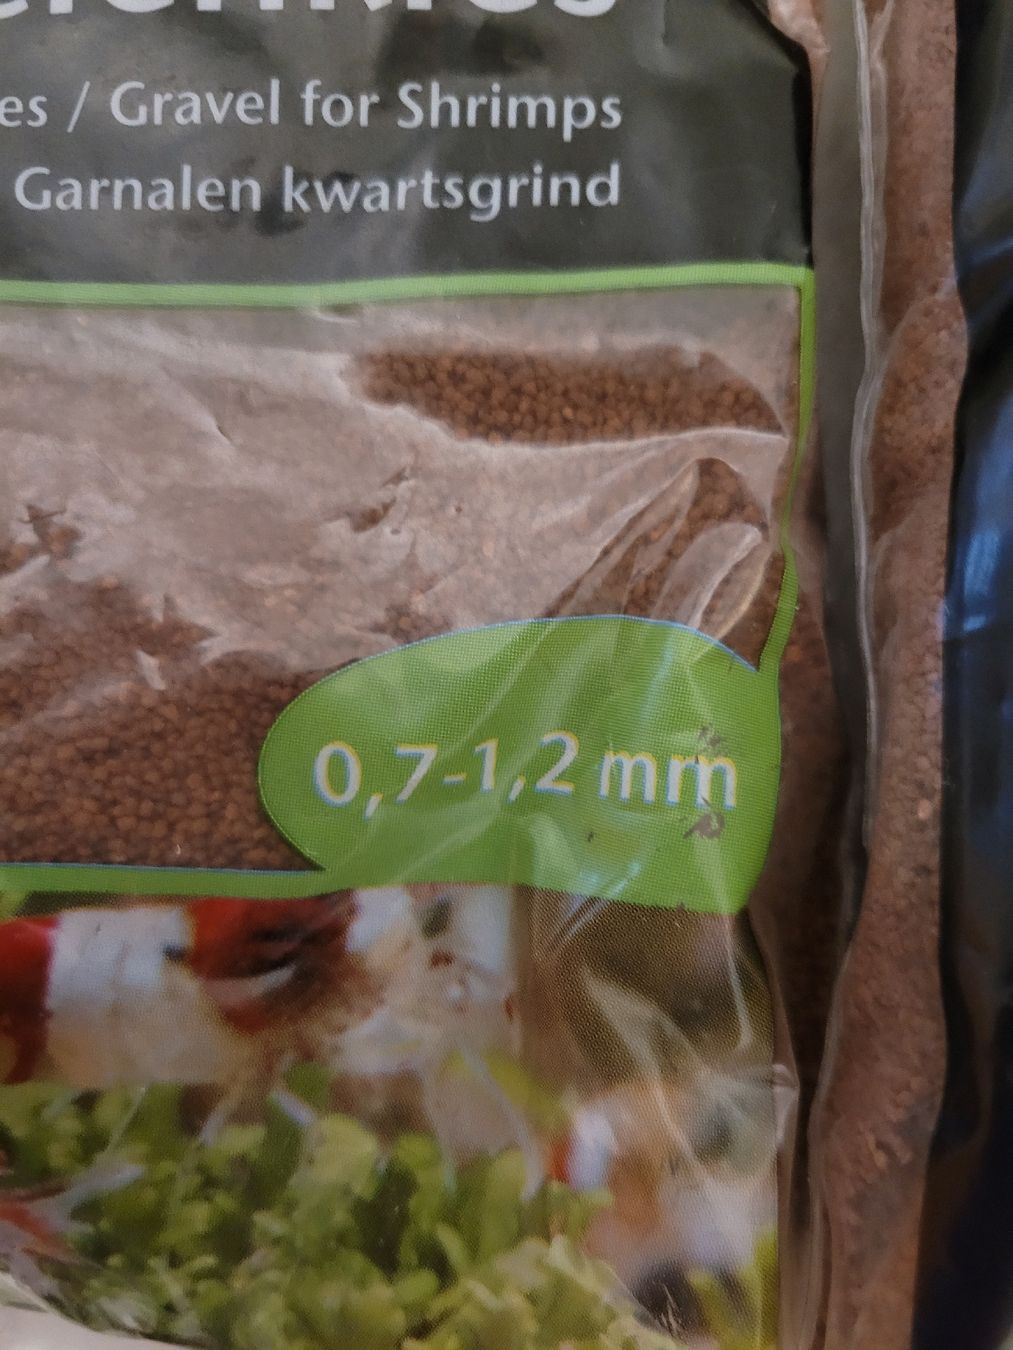 es / Gravel for Shrimps
Garnalen kwartsgrind
0,7-1,2 mm